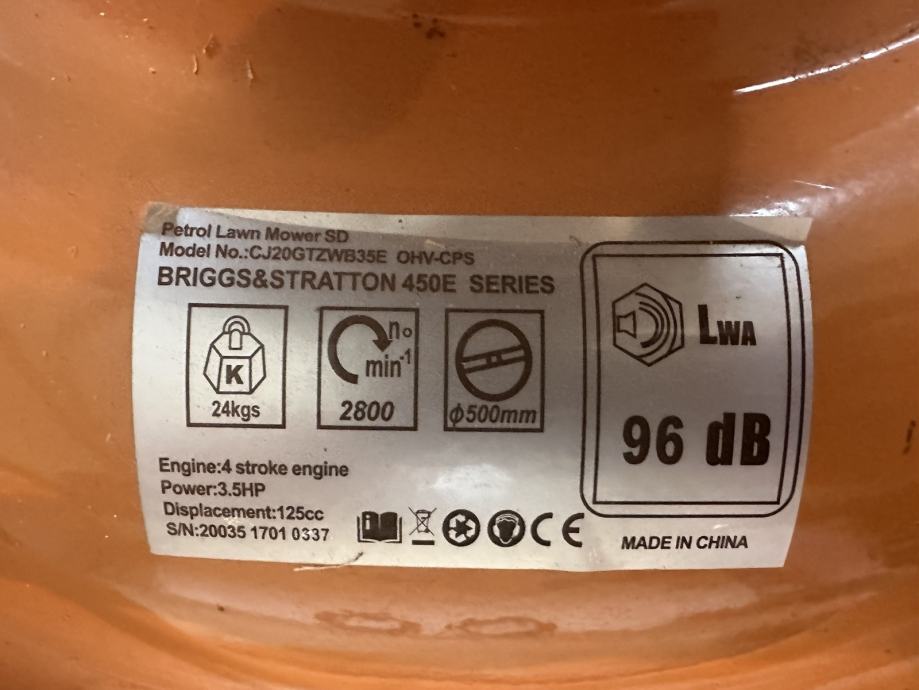 Petrol Lawn Mower SD
Model No.:CJ20GTZWB35E OHV-CPS
BRIGGS&STRATTON 450E SERIES
K
24kgs
n₀
min⁻¹
2800
ϕ500mm
LWA
96 dB
Engine:4 stroke engine
Power:3.5HP
Displacement:125cc
S/N:20035 1701 0337
i
CE
MADE IN CHINA